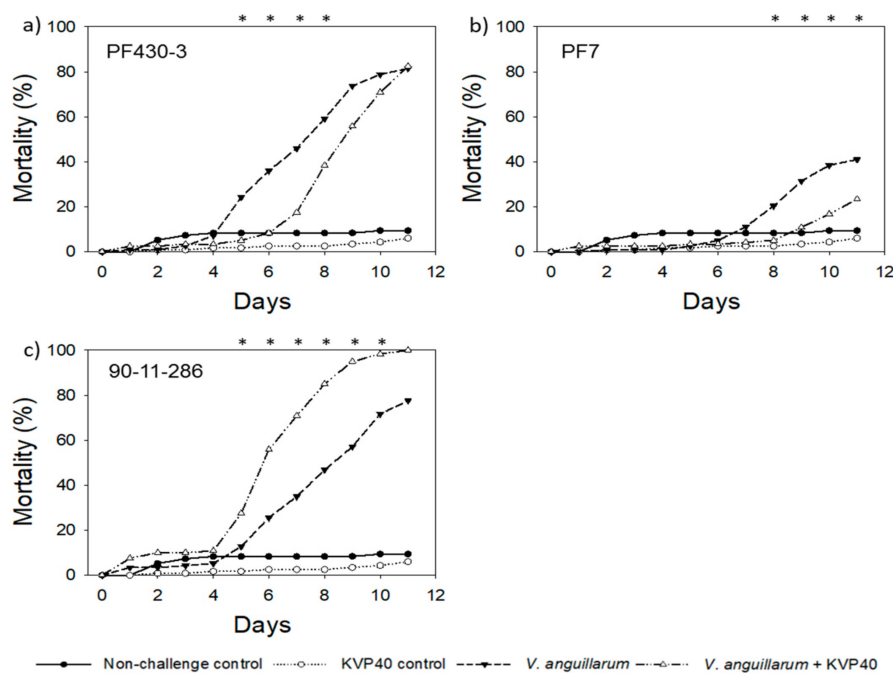 a)
* * * *
PF430-3
100
80
60
40
20
0
Mortality (%)
0 2 4 6 8 10 12
Days
b)
* * * *
PF7
100
80
60
40
20
0
Mortality (%)
0 2 4 6 8 10 12
Days
c)
* * * * * *
90-11-286
100
80
60
40
20
0
Mortality (%)
0 2 4 6 8 10 12
Days
Non-challenge control KVP40 control V. anguillarum V. anguillarum + KVP40